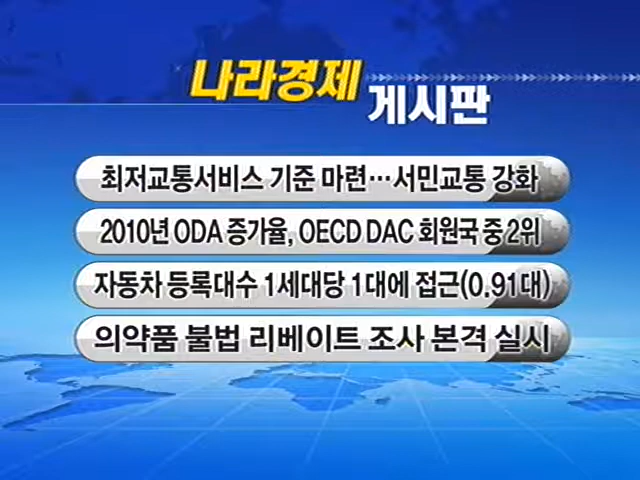 나라경제
게시판
최저교통서비스 기준 마련…서민교통 강화
2010년 ODA 증가율, OECD DAC 회원국 중 2위
자동차 등록대수 1세대당 1대에 접근(0.91대)
의약품 불법 리베이트 조사 본격 실시